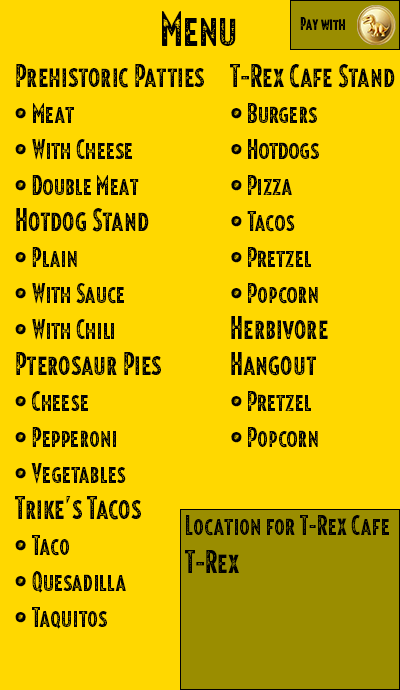 Menu
Pay with
Prehistoric Patties
Meat
With Cheese
Double Meat
Hotdog Stand
Plain
With Sauce
With Chili
Pterosaur Pies
Cheese
Pepperoni
Vegetables
Trike's Tacos
Taco
Quesadilla
Taquitos
T-Rex Cafe Stand
Burgers
Hotdogs
Pizza
Tacos
Pretzel
Popcorn
Herbivore
Hangout
Pretzel
Popcorn
Location for T-Rex Cafe
T-Rex